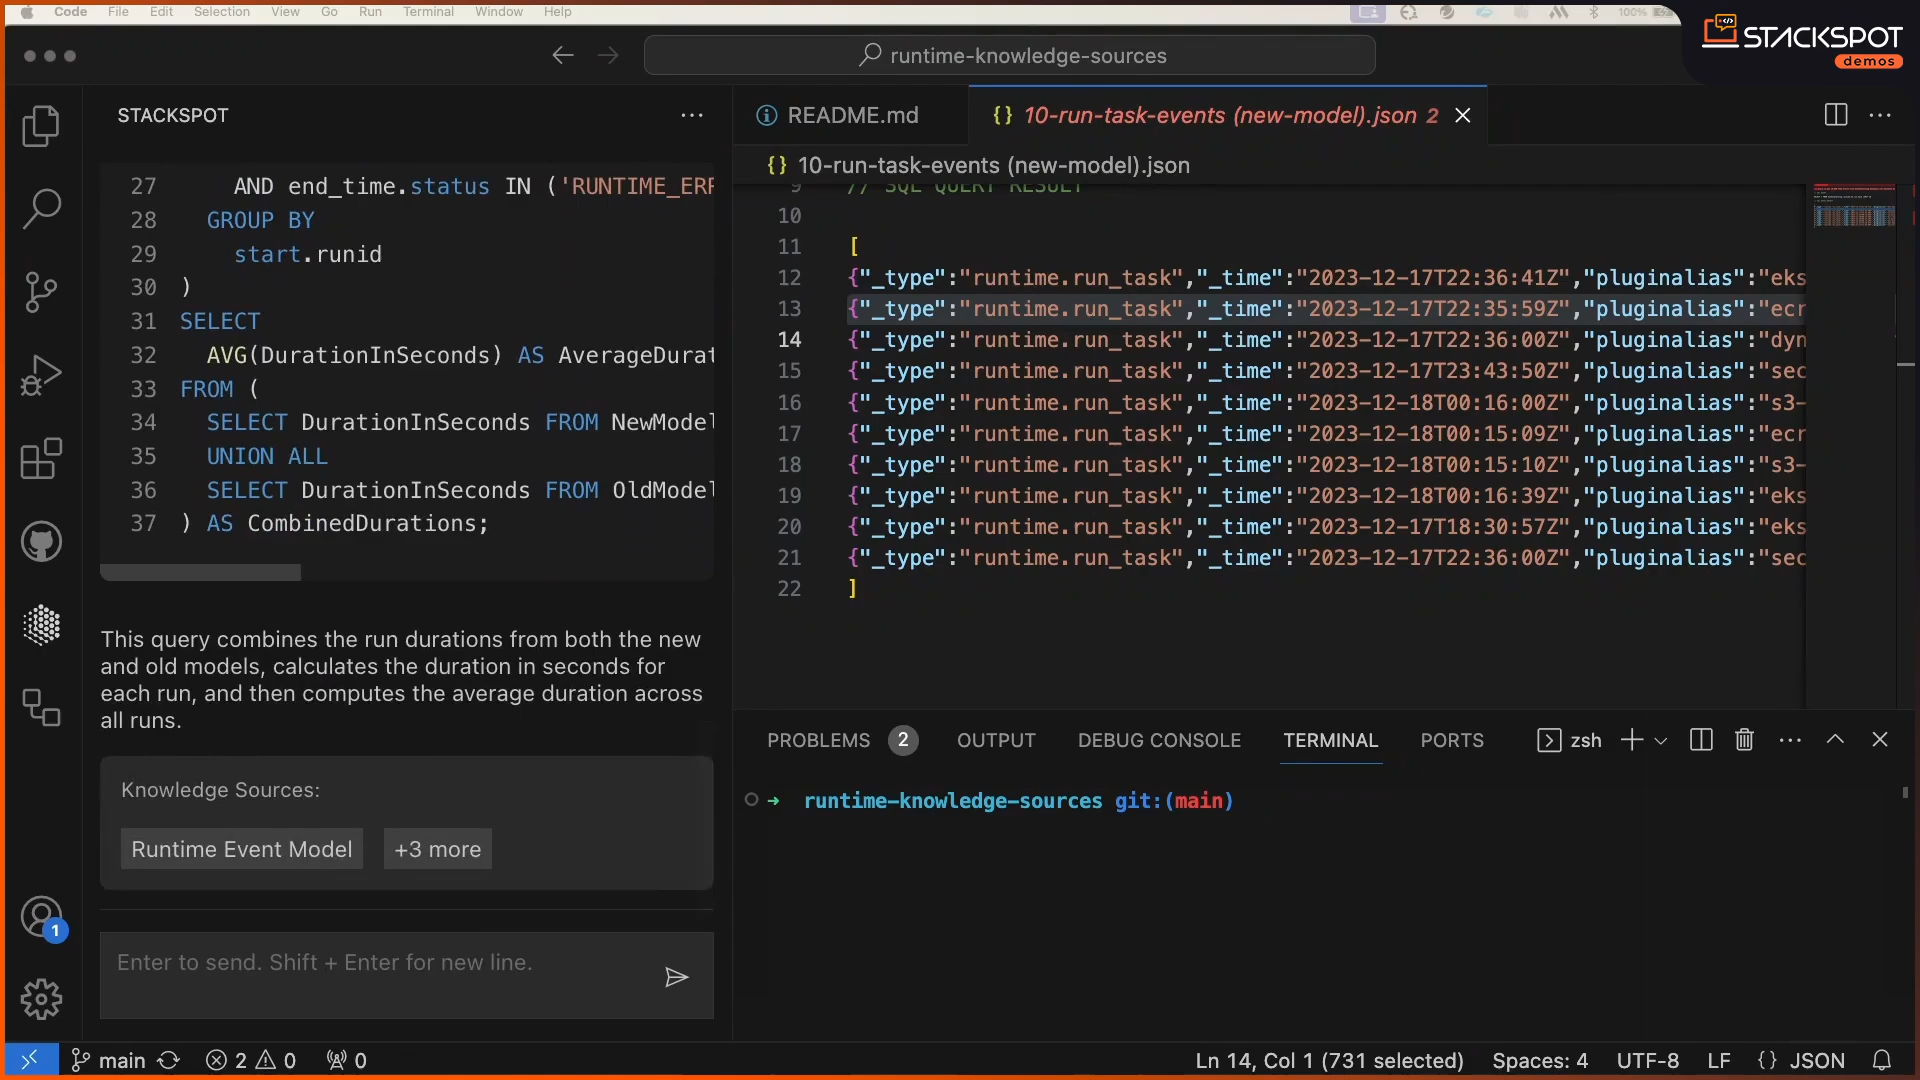 Code File Edit Selection View Go Run Terminal Window Help
100%
STACKSPOT
demos
runtime-knowledge-sources
STACKSPOT
27 AND end_time.status IN ('RUNTIME_ERR
28 GROUP BY
29 start.runid
30 )
31 SELECT
32 AVG(DurationInSeconds) AS AverageDurat
33 FROM (
34 SELECT DurationInSeconds FROM NewModel
35 UNION ALL
36 SELECT DurationInSeconds FROM OldModel
37 ) AS CombinedDurations;
This query combines the run durations from both the new
and old models, calculates the duration in seconds for
each run, and then computes the average duration across
all runs.
Knowledge Sources:
Runtime Event Model +3 more
Enter to send. Shift + Enter for new line.
README.md {} 10-run-task-events (new-model).json 2
{} 10-run-task-events (new-model).json
9 // SQL QUERY RESULT
10
11 [
12 {"_type":"runtime.run_task","_time":"2023-12-17T22:36:41Z","pluginalias":"eks
13 {"_type":"runtime.run_task","_time":"2023-12-17T22:35:59Z","pluginalias":"ecr
14 {"_type":"runtime.run_task","_time":"2023-12-17T22:36:00Z","pluginalias":"dyn
15 {"_type":"runtime.run_task","_time":"2023-12-17T23:43:50Z","pluginalias":"sec
16 {"_type":"runtime.run_task","_time":"2023-12-18T00:16:00Z","pluginalias":"s3-
17 {"_type":"runtime.run_task","_time":"2023-12-18T00:15:09Z","pluginalias":"ecr
18 {"_type":"runtime.run_task","_time":"2023-12-18T00:15:10Z","pluginalias":"s3-
19 {"_type":"runtime.run_task","_time":"2023-12-18T00:16:39Z","pluginalias":"eks
20 {"_type":"runtime.run_task","_time":"2023-12-17T18:30:57Z","pluginalias":"eks
21 {"_type":"runtime.run_task","_time":"2023-12-17T22:36:00Z","pluginalias":"sec
22 ]
PROBLEMS 2 OUTPUT DEBUG CONSOLE TERMINAL PORTS zsh
➜ runtime-knowledge-sources git:(main)
1
main 2 0 0 Ln 14, Col 1 (731 selected) Spaces: 4 UTF-8 LF {} JSON